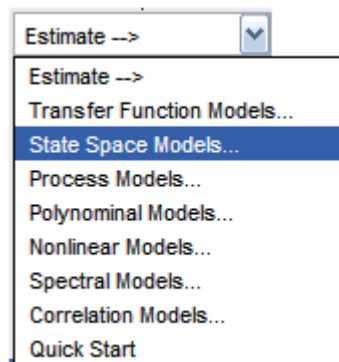 Estimate -->
Estimate -->
Transfer Function Models...
State Space Models...
Process Models...
Polynominal Models...
Nonlinear Models...
Spectral Models...
Correlation Models...
Quick Start